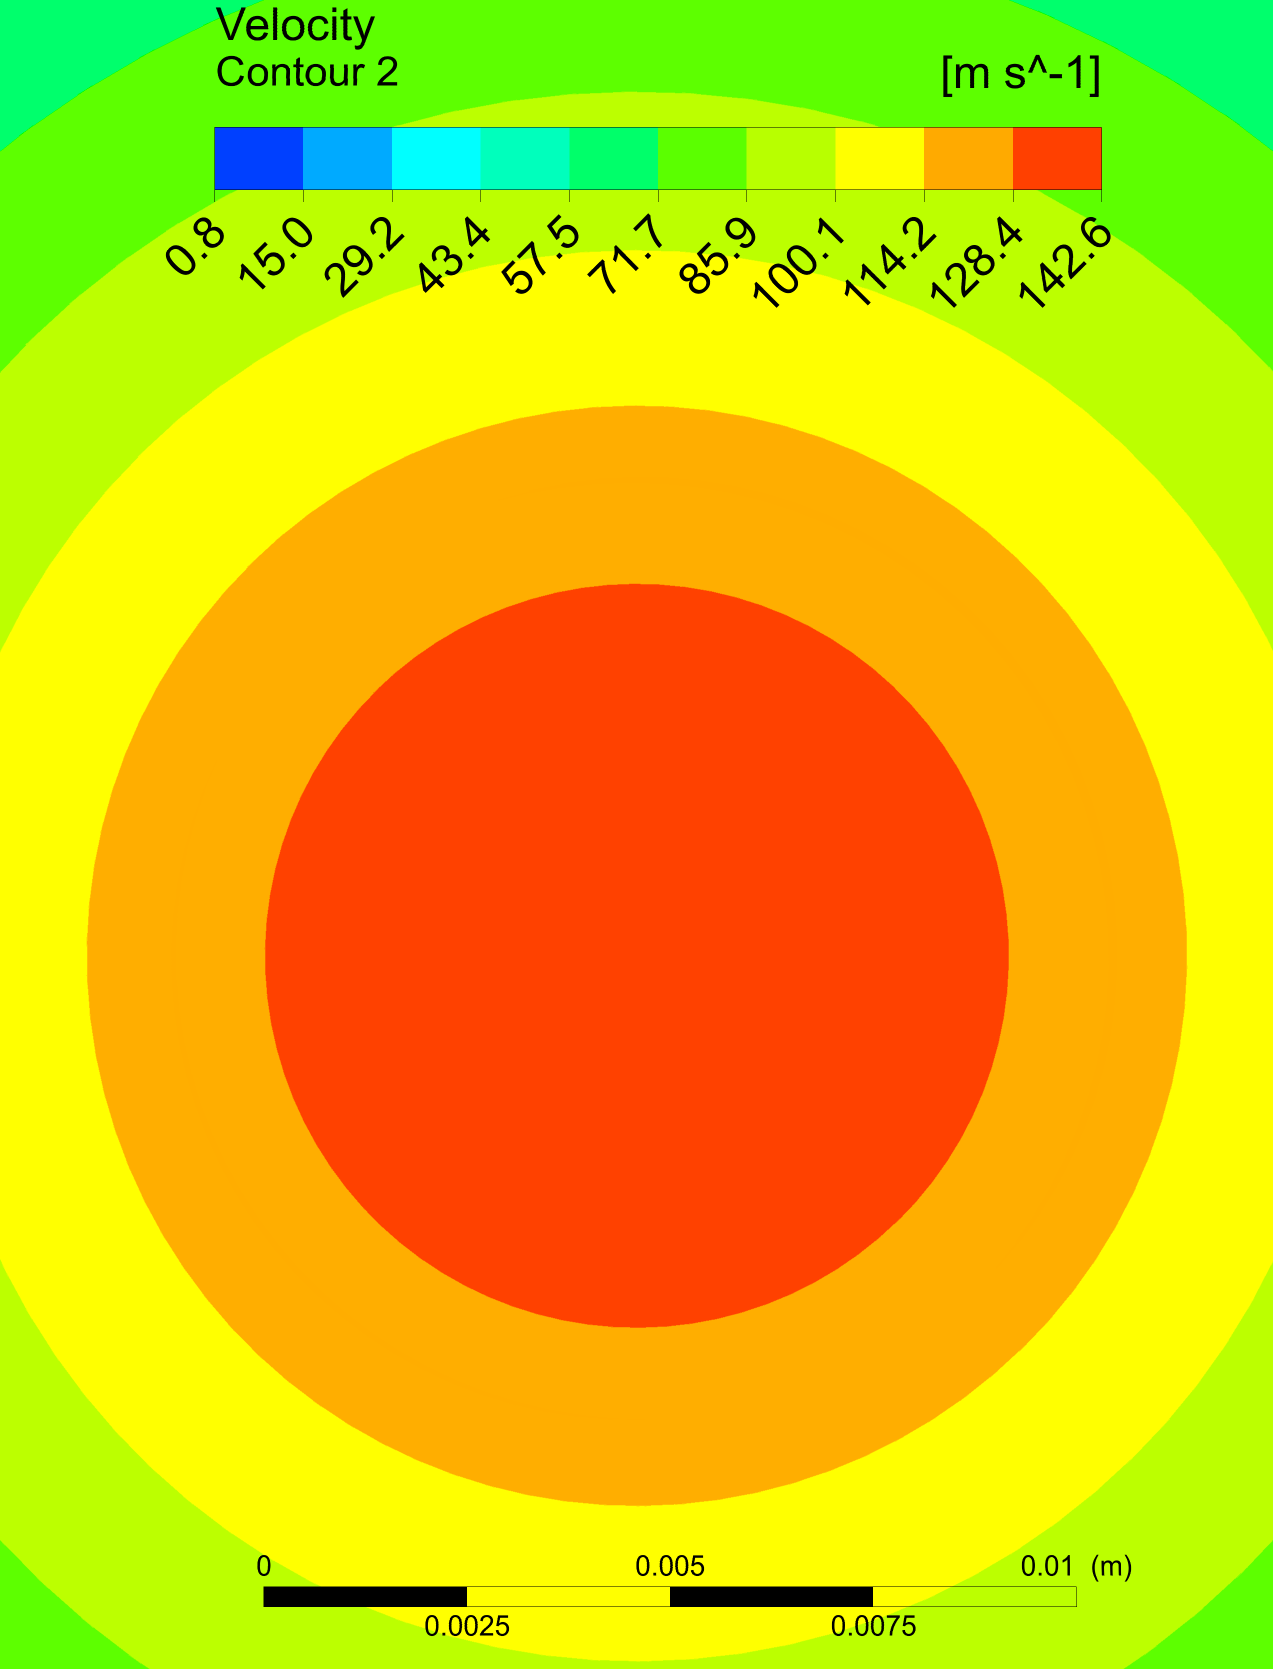 Velocity
Contour 2
[m s^-1]
0.8 15.0 29.2 43.4 57.5 71.7 85.9 100.1 114.2 128.4 142.6
0 0.005 0.01 (m)
0.0025 0.0075